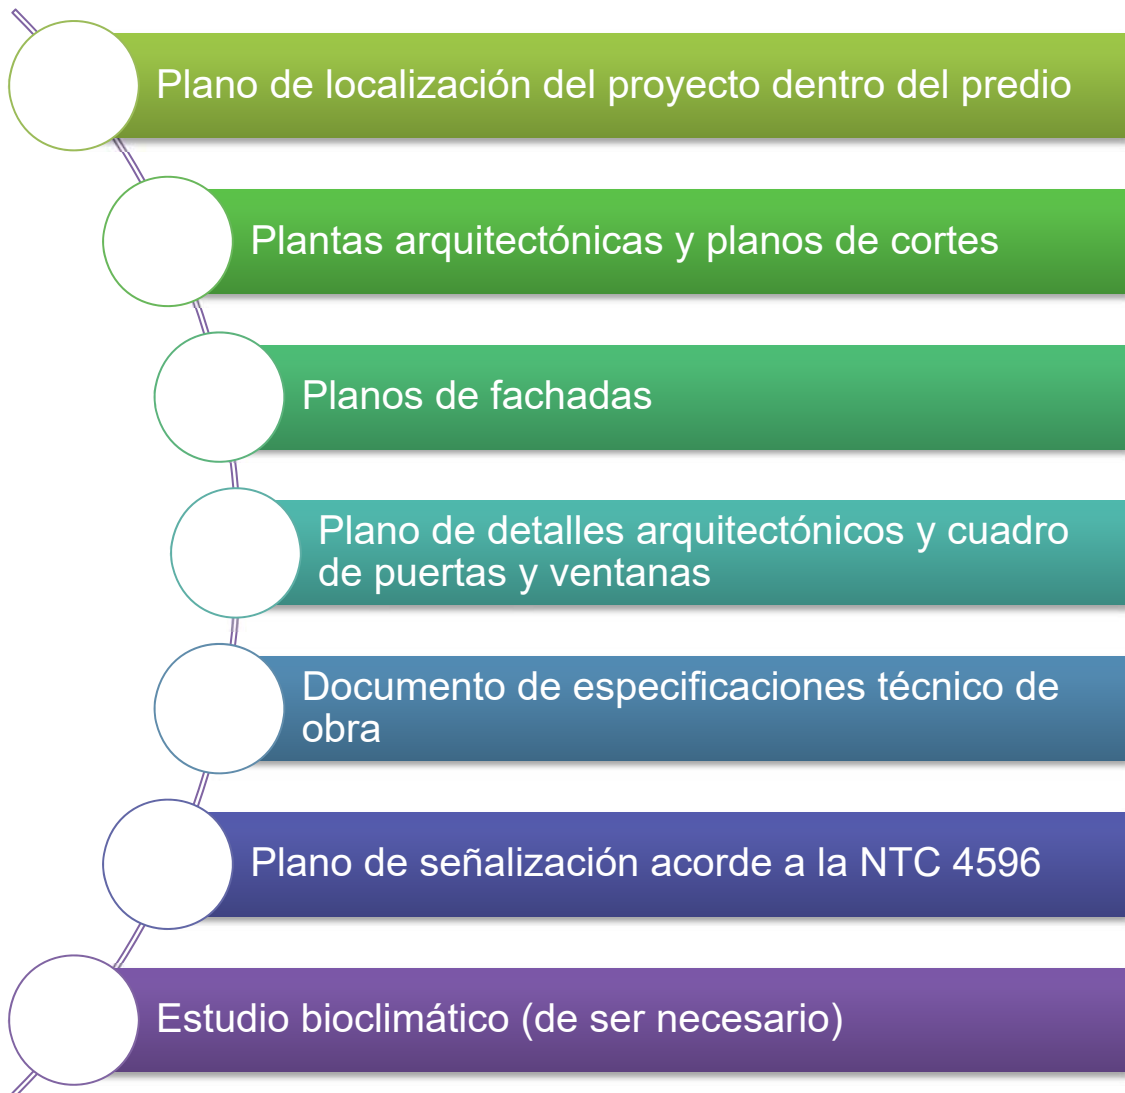 Plano de localización del proyecto dentro del predio
Plantas arquitectónicas y planos de cortes
Planos de fachadas
Plano de detalles arquitectónicos y cuadro
de puertas y ventanas
Documento de especificaciones técnico de
obra
Plano de señalización acorde a la NTC 4596
Estudio bioclimático (de ser necesario)